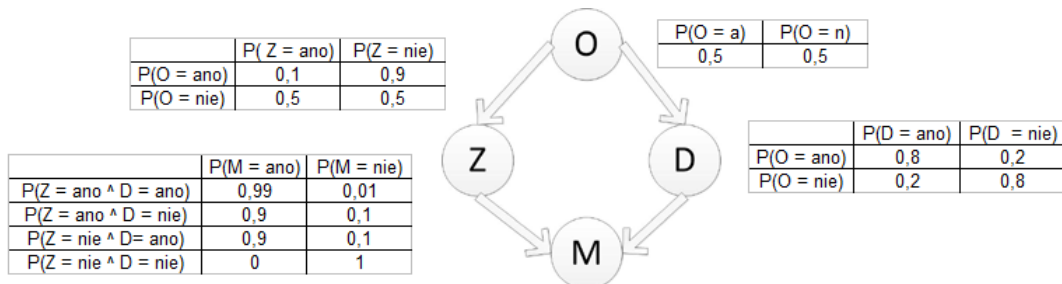 P( Z = ano) P(Z = nie)
P(O = ano) 0,1 0,9
P(O = nie) 0,5 0,5
O
P(O = a) P(O = n)
0,5 0,5
Z
D
P(D = ano) P(D = nie)
P(O = ano) 0,8 0,2
P(O = nie) 0,2 0,8
P(M = ano) P(M = nie)
P(Z = ano ^ D = ano) 0,99 0,01
P(Z = ano ^ D = nie) 0,9 0,1
P(Z = nie ^ D= ano) 0,9 0,1
P(Z = nie ^ D = nie) 0 1
M